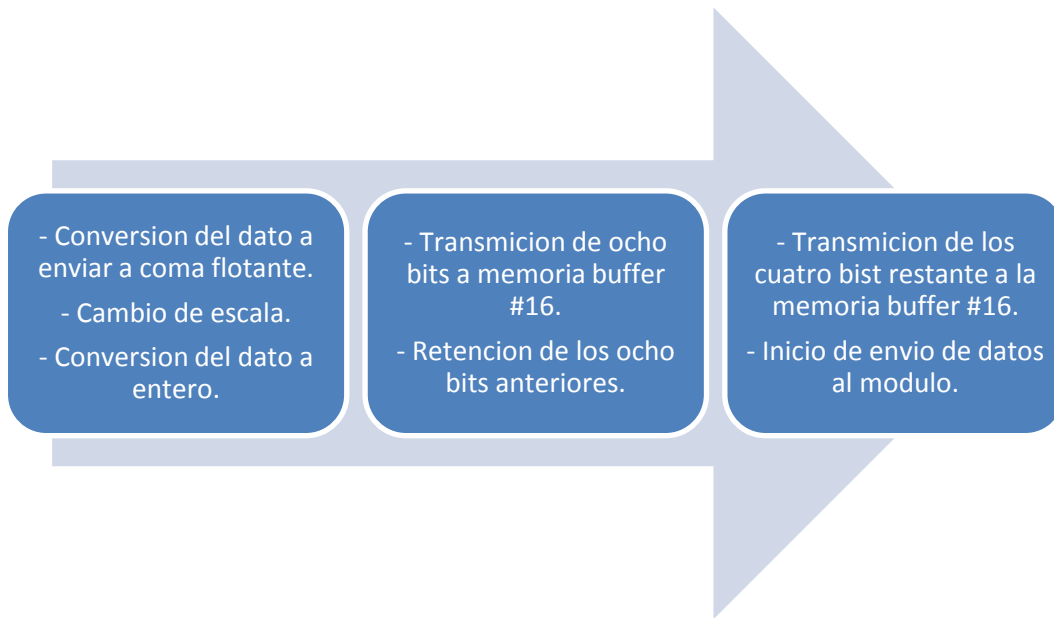 - Conversion del dato a
enviar a coma flotante.
- Cambio de escala.
- Conversion del dato a
entero.
- Transmicion de ocho
bits a memoria buffer
#16.
- Retencion de los ocho
bits anteriores.
- Transmicion de los
cuatro bist restante a la
memoria buffer #16.
- Inicio de envio de datos
al modulo.